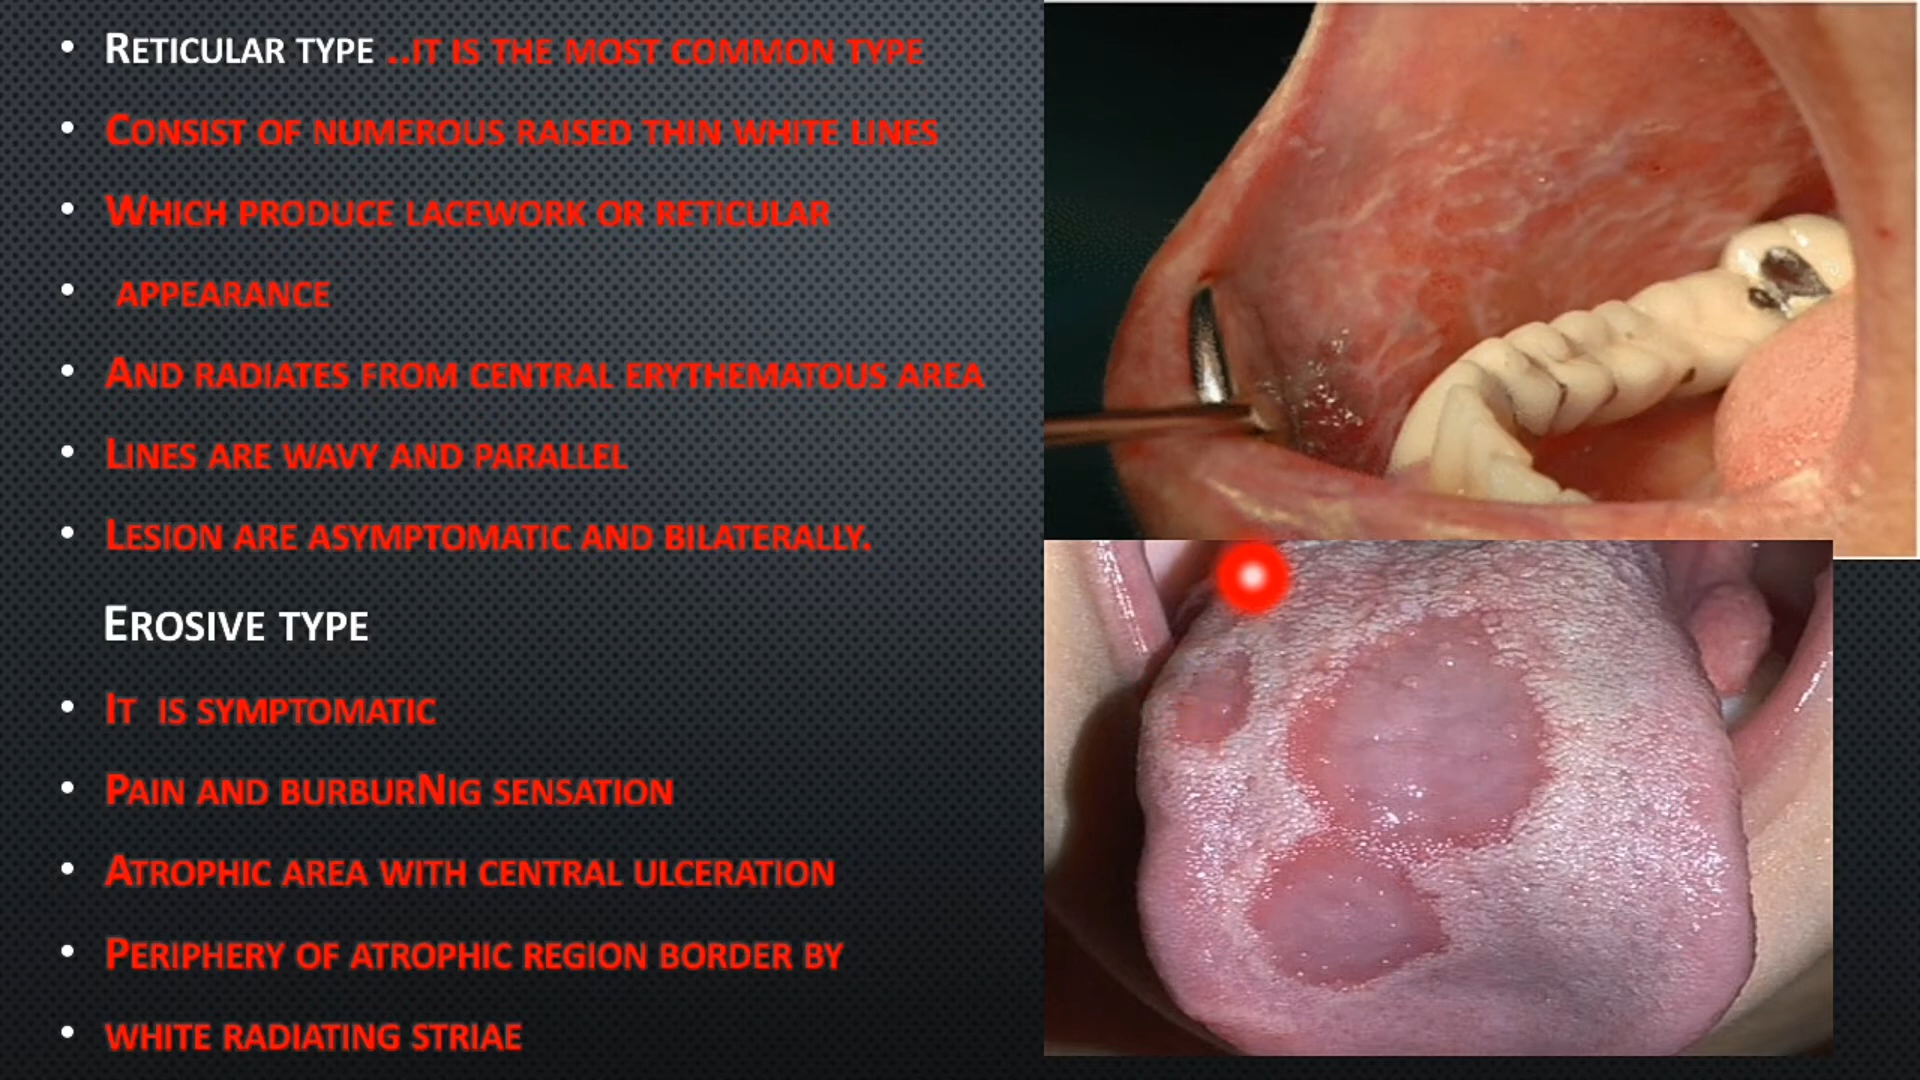 RETICULAR TYPE ..IT IS THE MOST COMMON TYPE
CONSIST OF NUMEROUS RAISED THIN WHITE LINES
WHICH PRODUCE LACEWORK OR RETICULAR
APPEARANCE
AND RADIATES FROM CENTRAL ERYTHEMATOUS AREA
LINES ARE WAVY AND PARALLEL
LESION ARE ASYMPTOMATIC AND BILATERALLY.
EROSIVE TYPE
IT IS SYMPTOMATIC
PAIN AND BURBURNIG SENSATION
ATROPHIC AREA WITH CENTRAL ULCERATION
PERIPHERY OF ATROPHIC REGION BORDER BY
WHITE RADIATING STRIAE